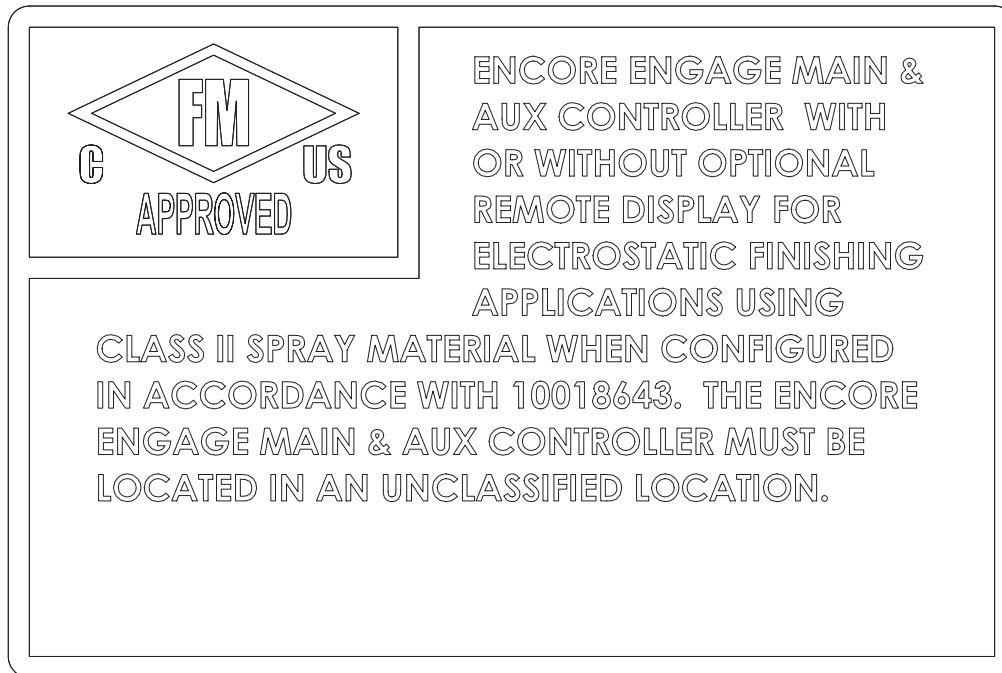 FM
C US
APPROVED
ENCORE ENGAGE MAIN &
AUX CONTROLLER WITH
OR WITHOUT OPTIONAL
REMOTE DISPLAY FOR
ELECTROSTATIC FINISHING
APPLICATIONS USING
CLASS II SPRAY MATERIAL WHEN CONFIGURED
IN ACCORDANCE WITH 10018643. THE ENCORE
ENGAGE MAIN & AUX CONTROLLER MUST BE
LOCATED IN AN UNCLASSIFIED LOCATION.